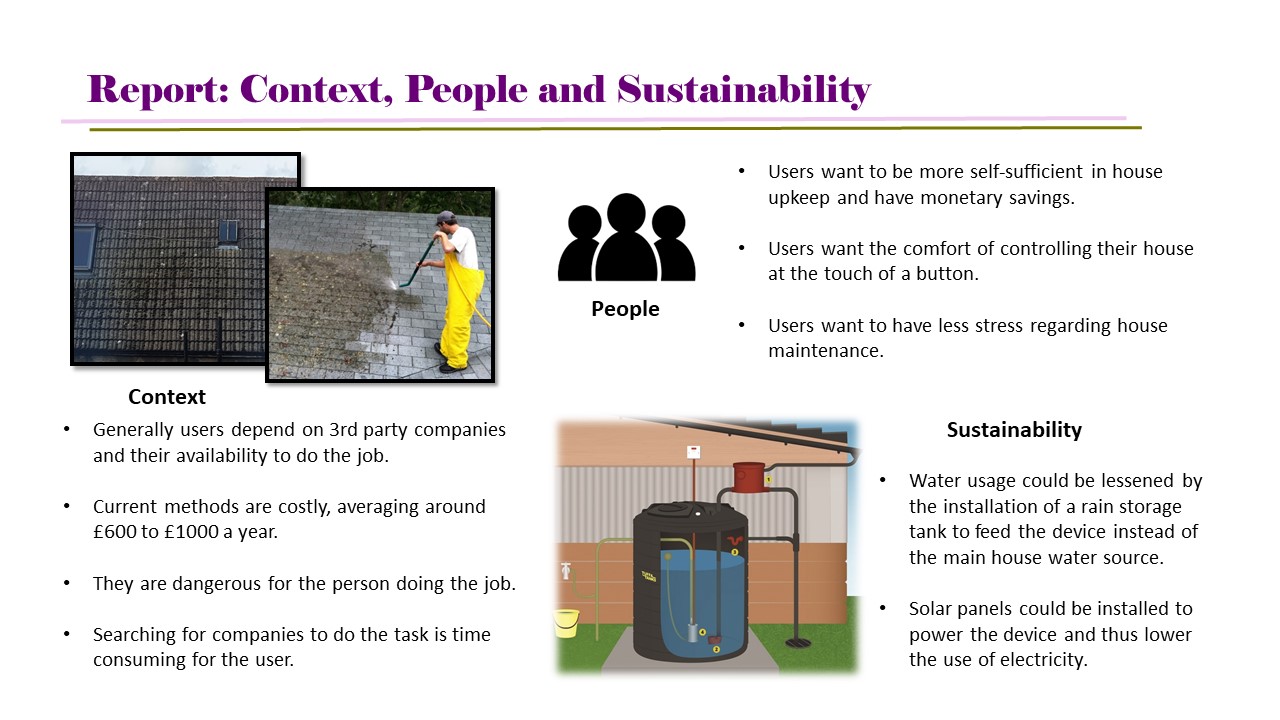 Report: Context, People and Sustainability
Context
• Generally users depend on 3rd party companies
and their availability to do the job.
• Current methods are costly, averaging around
£600 to £1000 a year.
• They are dangerous for the person doing the job.
• Searching for companies to do the task is time
consuming for the user.
People
• Users want to be more self-sufficient in house
upkeep and have monetary savings.
• Users want the comfort of controlling their house
at the touch of a button.
• Users want to have less stress regarding house
maintenance.
1
3
4
2
Sustainability
• Water usage could be lessened by
the installation of a rain storage
tank to feed the device instead of
the main house water source.
• Solar panels could be installed to
power the device and thus lower
the use of electricity.